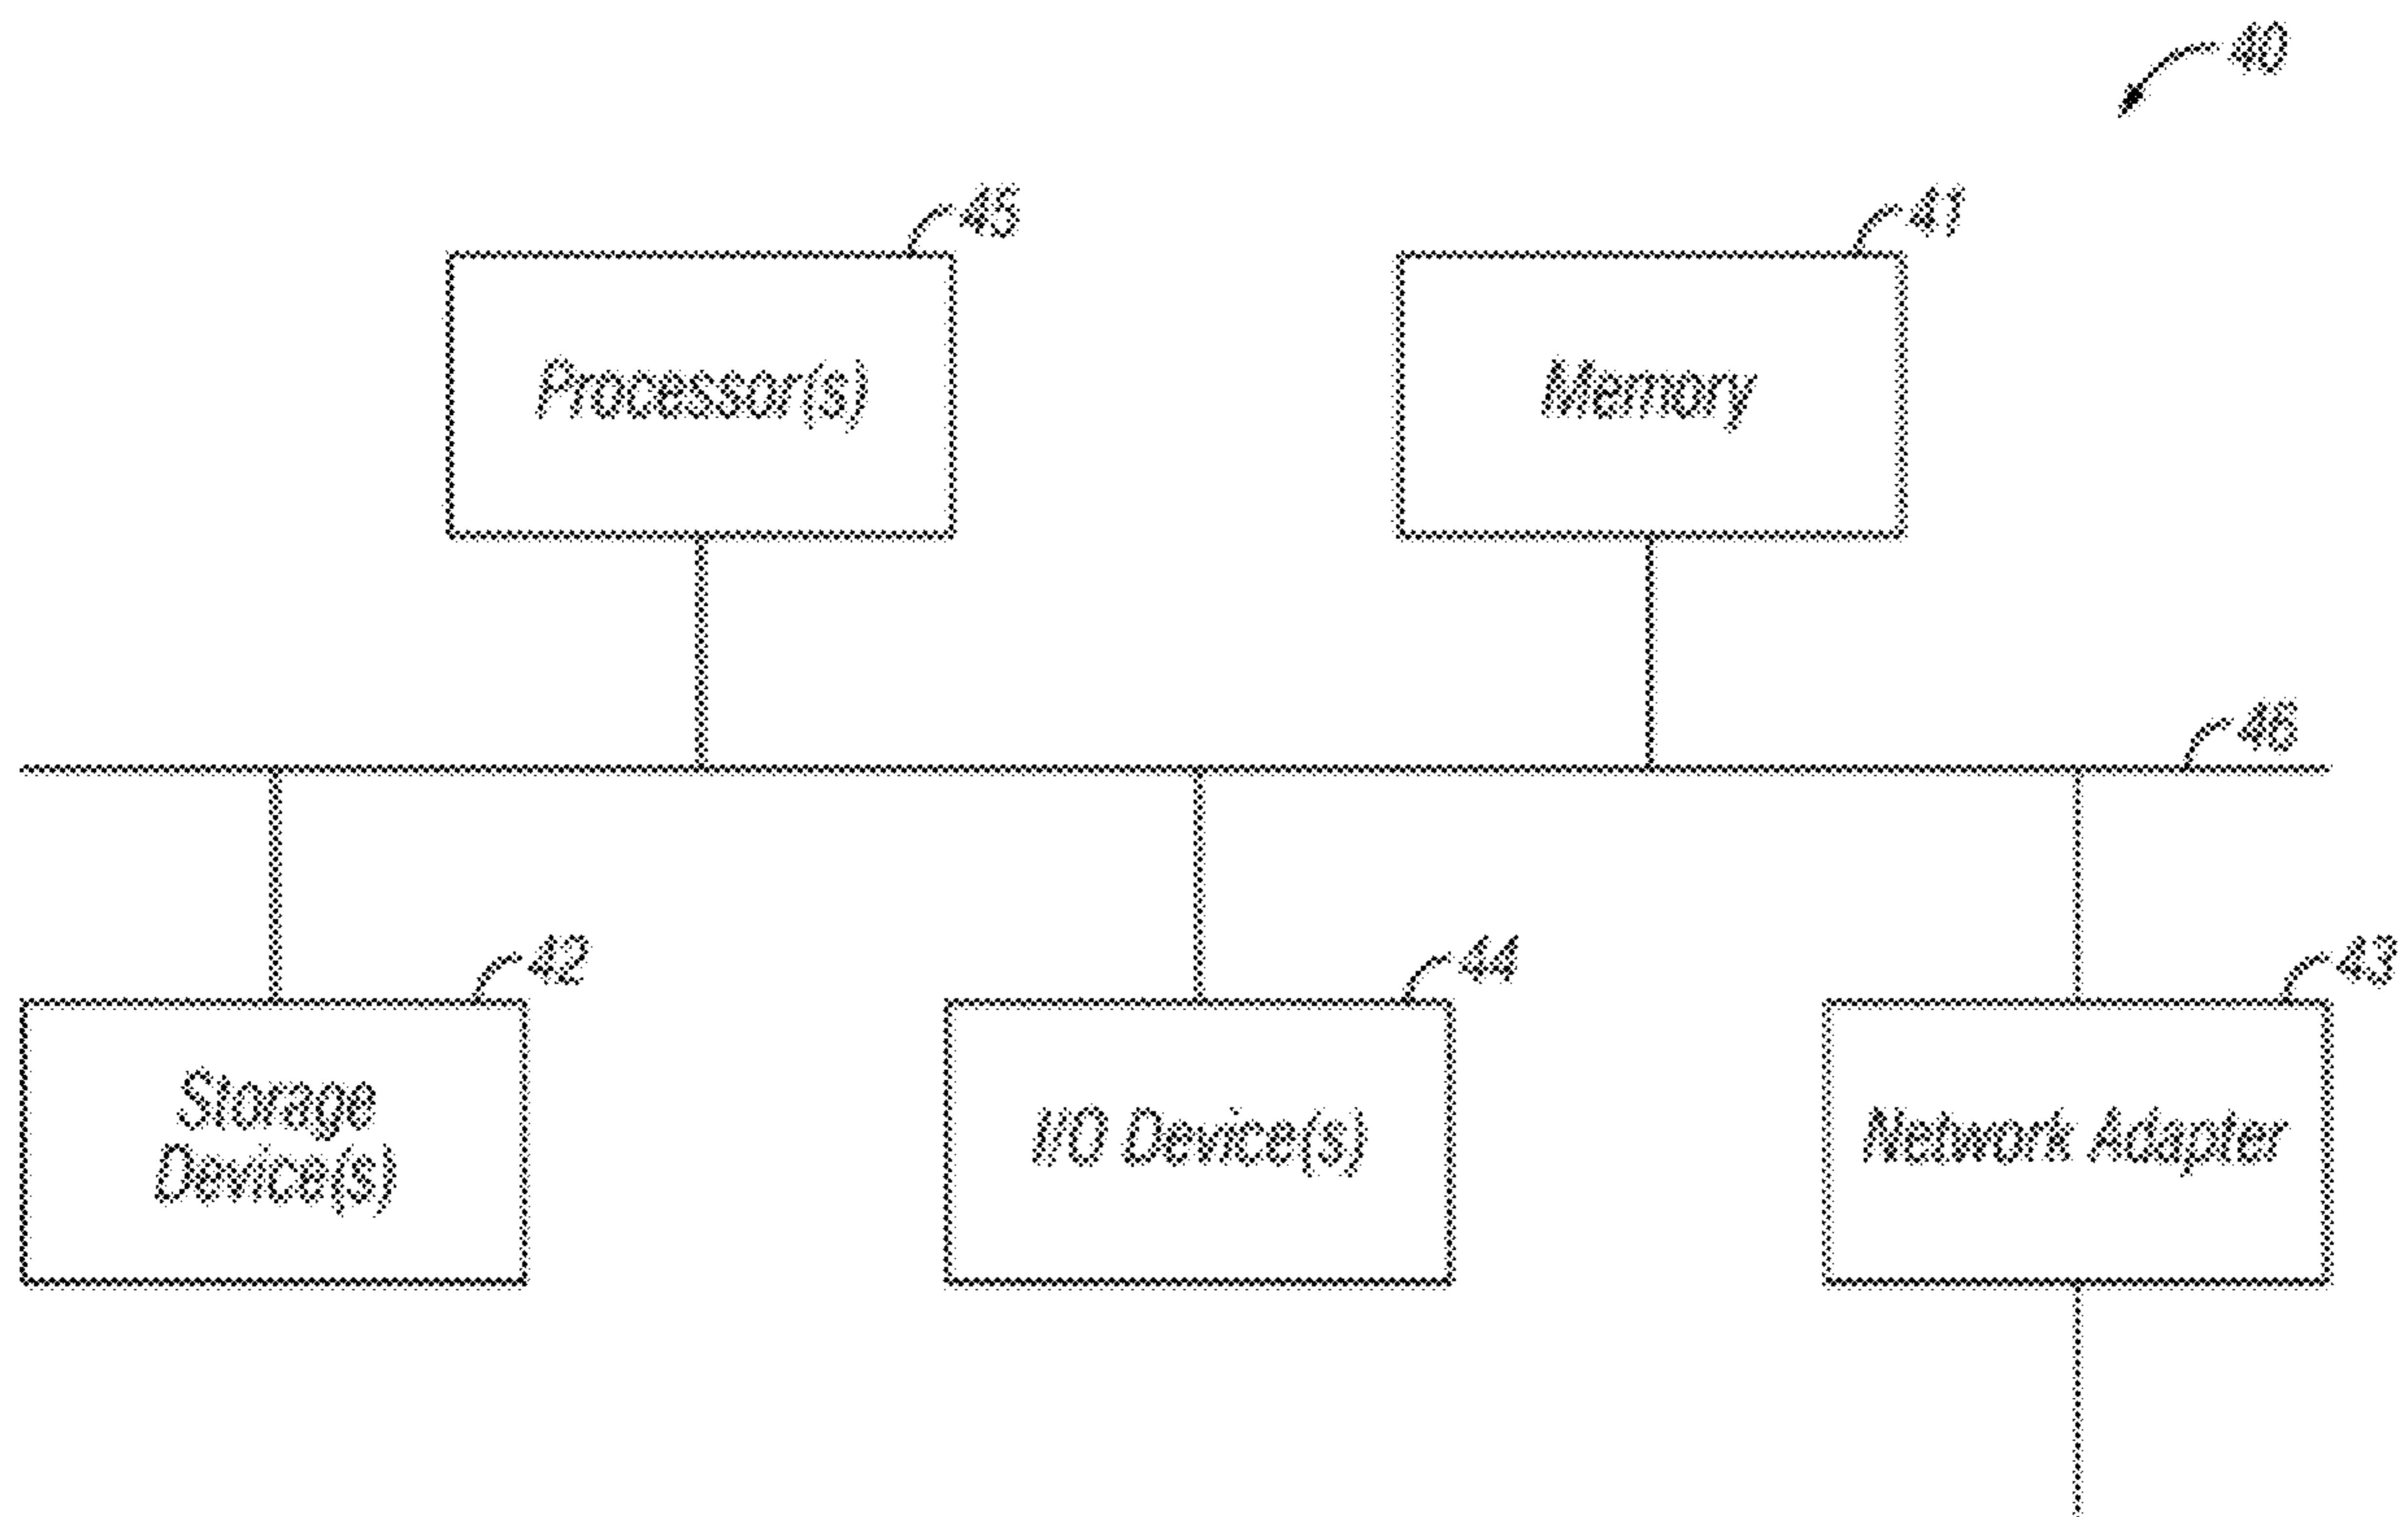 40
45
41
Processor(s)
Memory
46
42
44
43
Storage
Device(s)
I/O Device(s)
Network Adapter